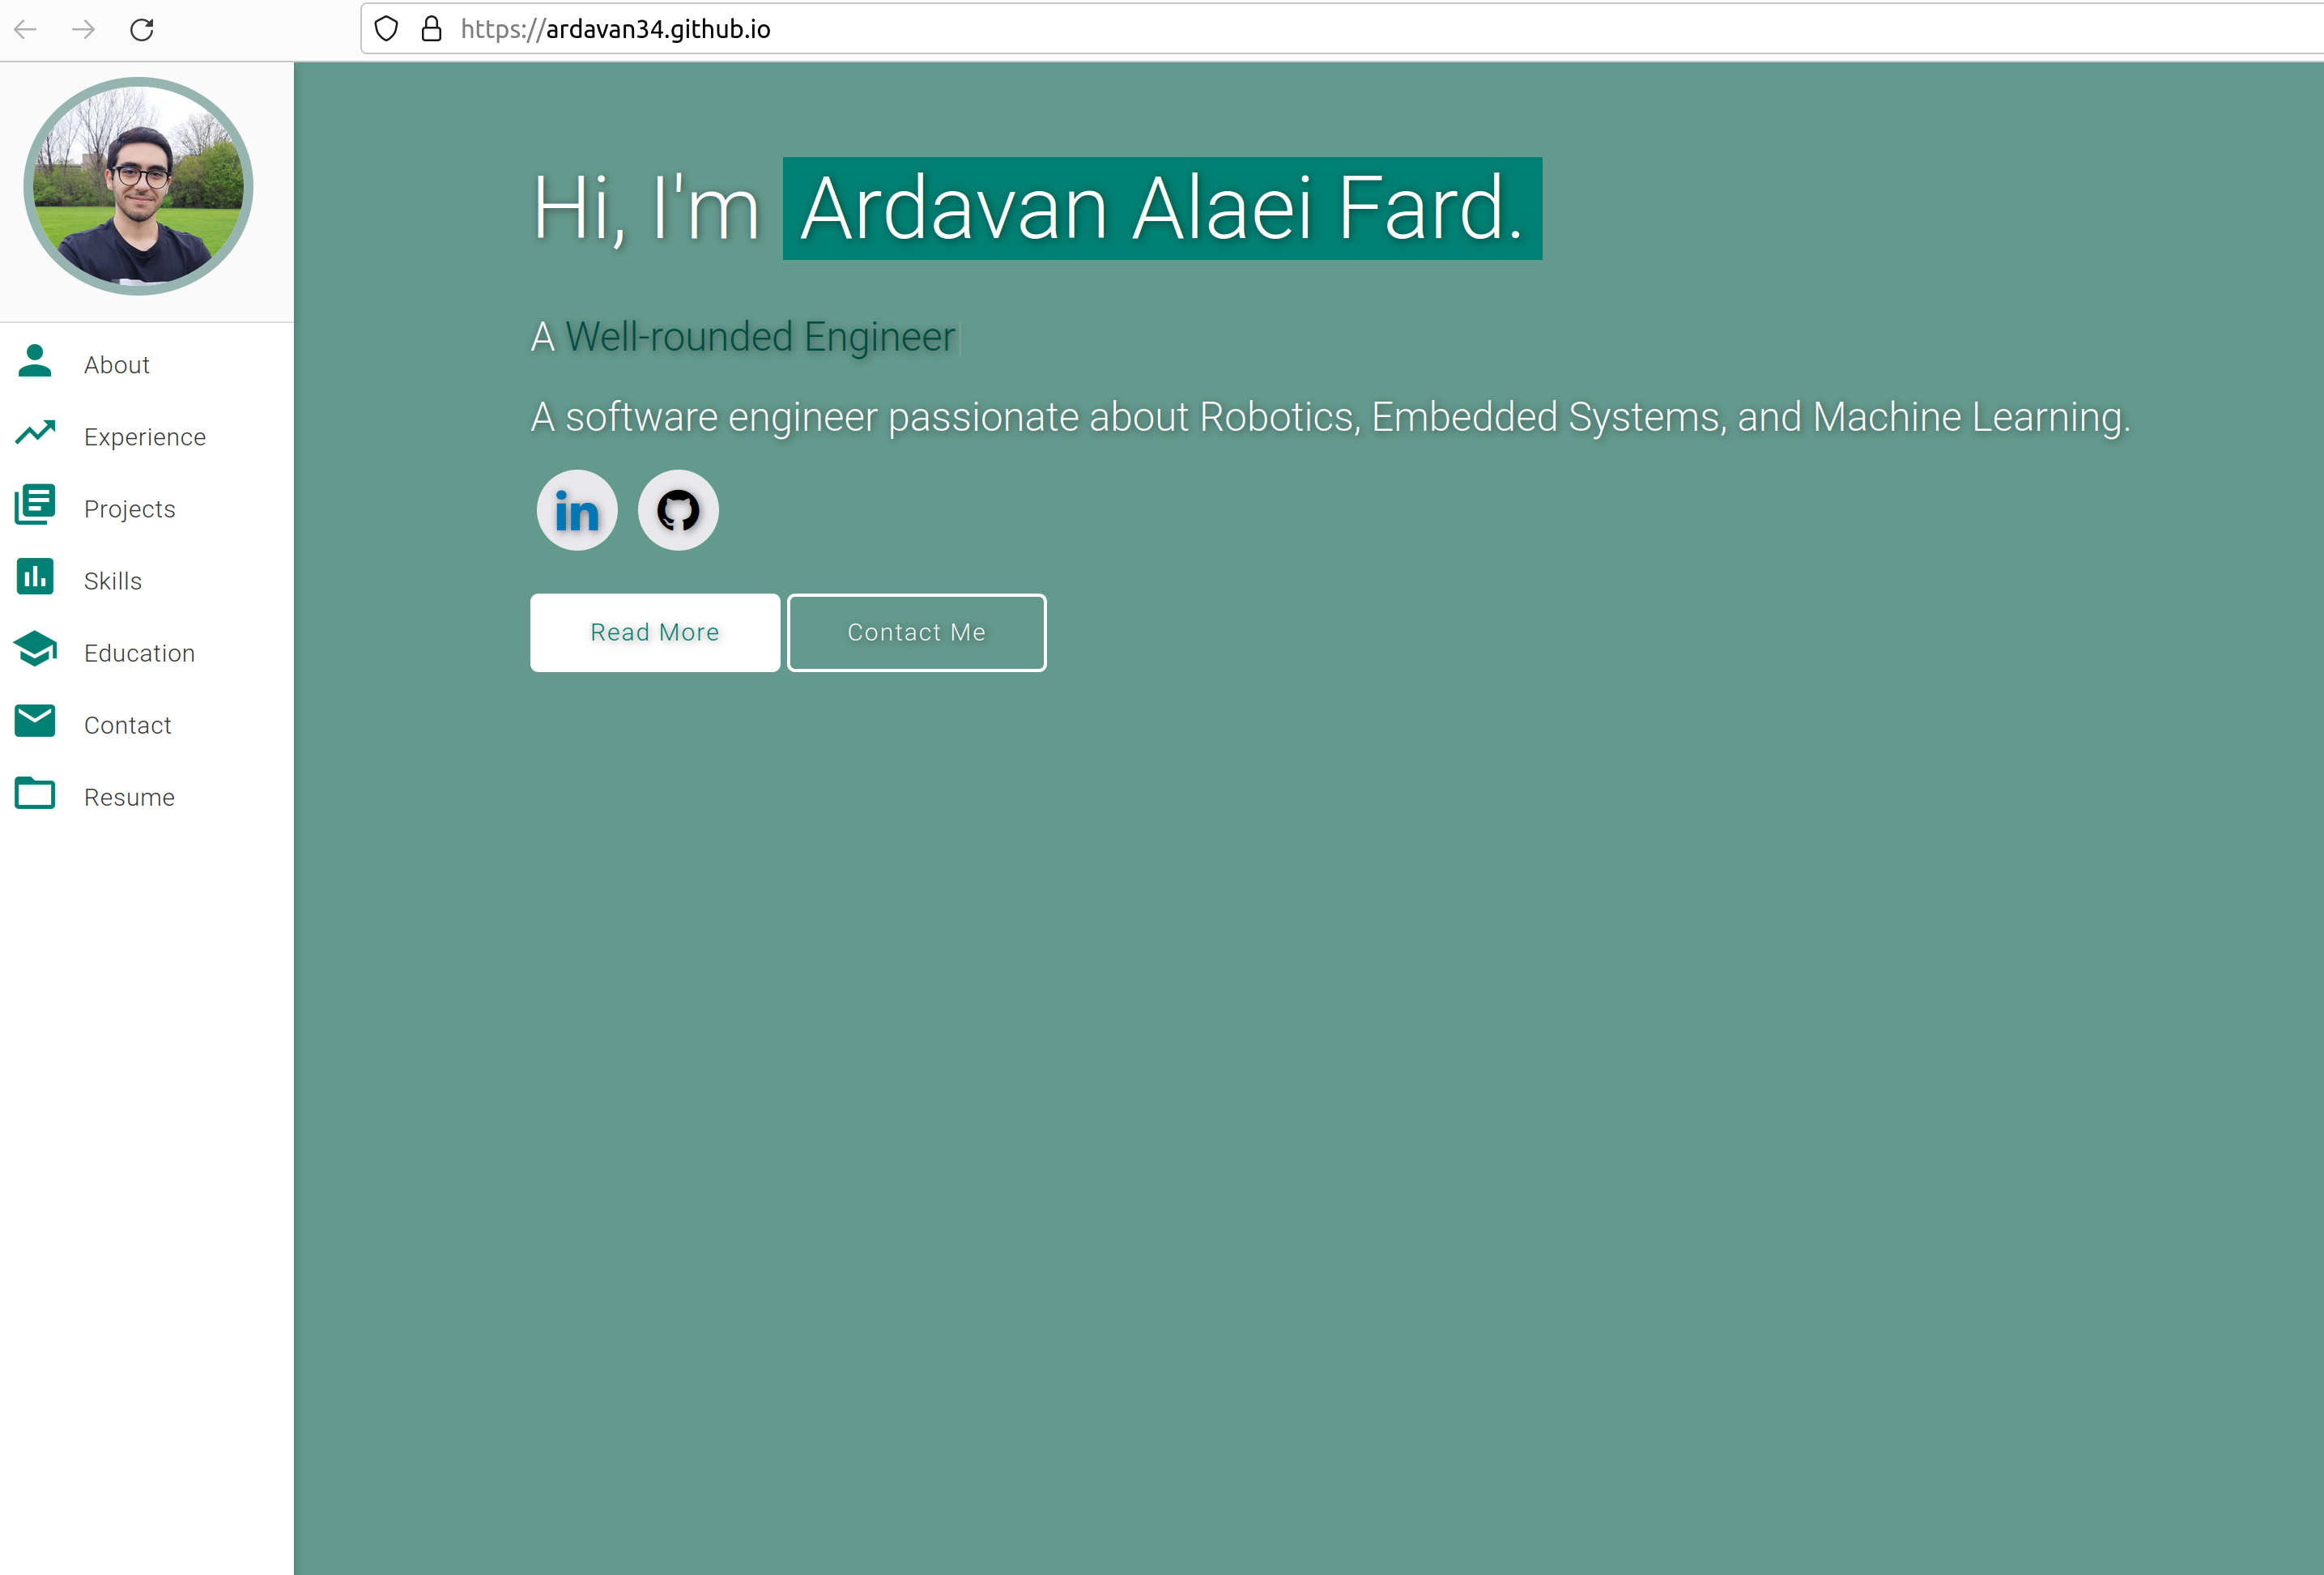 https://ardavan34.github.io
Hi, I'm Ardavan Alaei Fard.
A Well-rounded Engineer
A software engineer passionate about Robotics, Embedded Systems, and Machine Learning.
in
Read More
Contact Me
About
Experience
Projects
Skills
Education
Contact
Resume